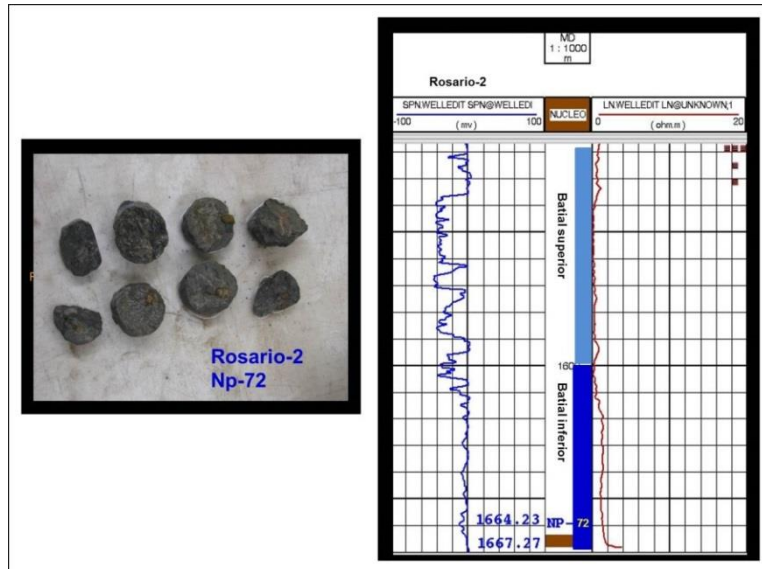 Rosario-2
Np-72
MD
1 : 1000
m
Rosario-2
SPN.WELLEDIT SPN@WELLEDI
-100 (mv) 100
NUCLEO
LN.WELLEDIT LN@UNKNOWN;1
0 (ohm.m) 20
Batial superior
160
Batial inferior
1664.23 NP-72
1667.27